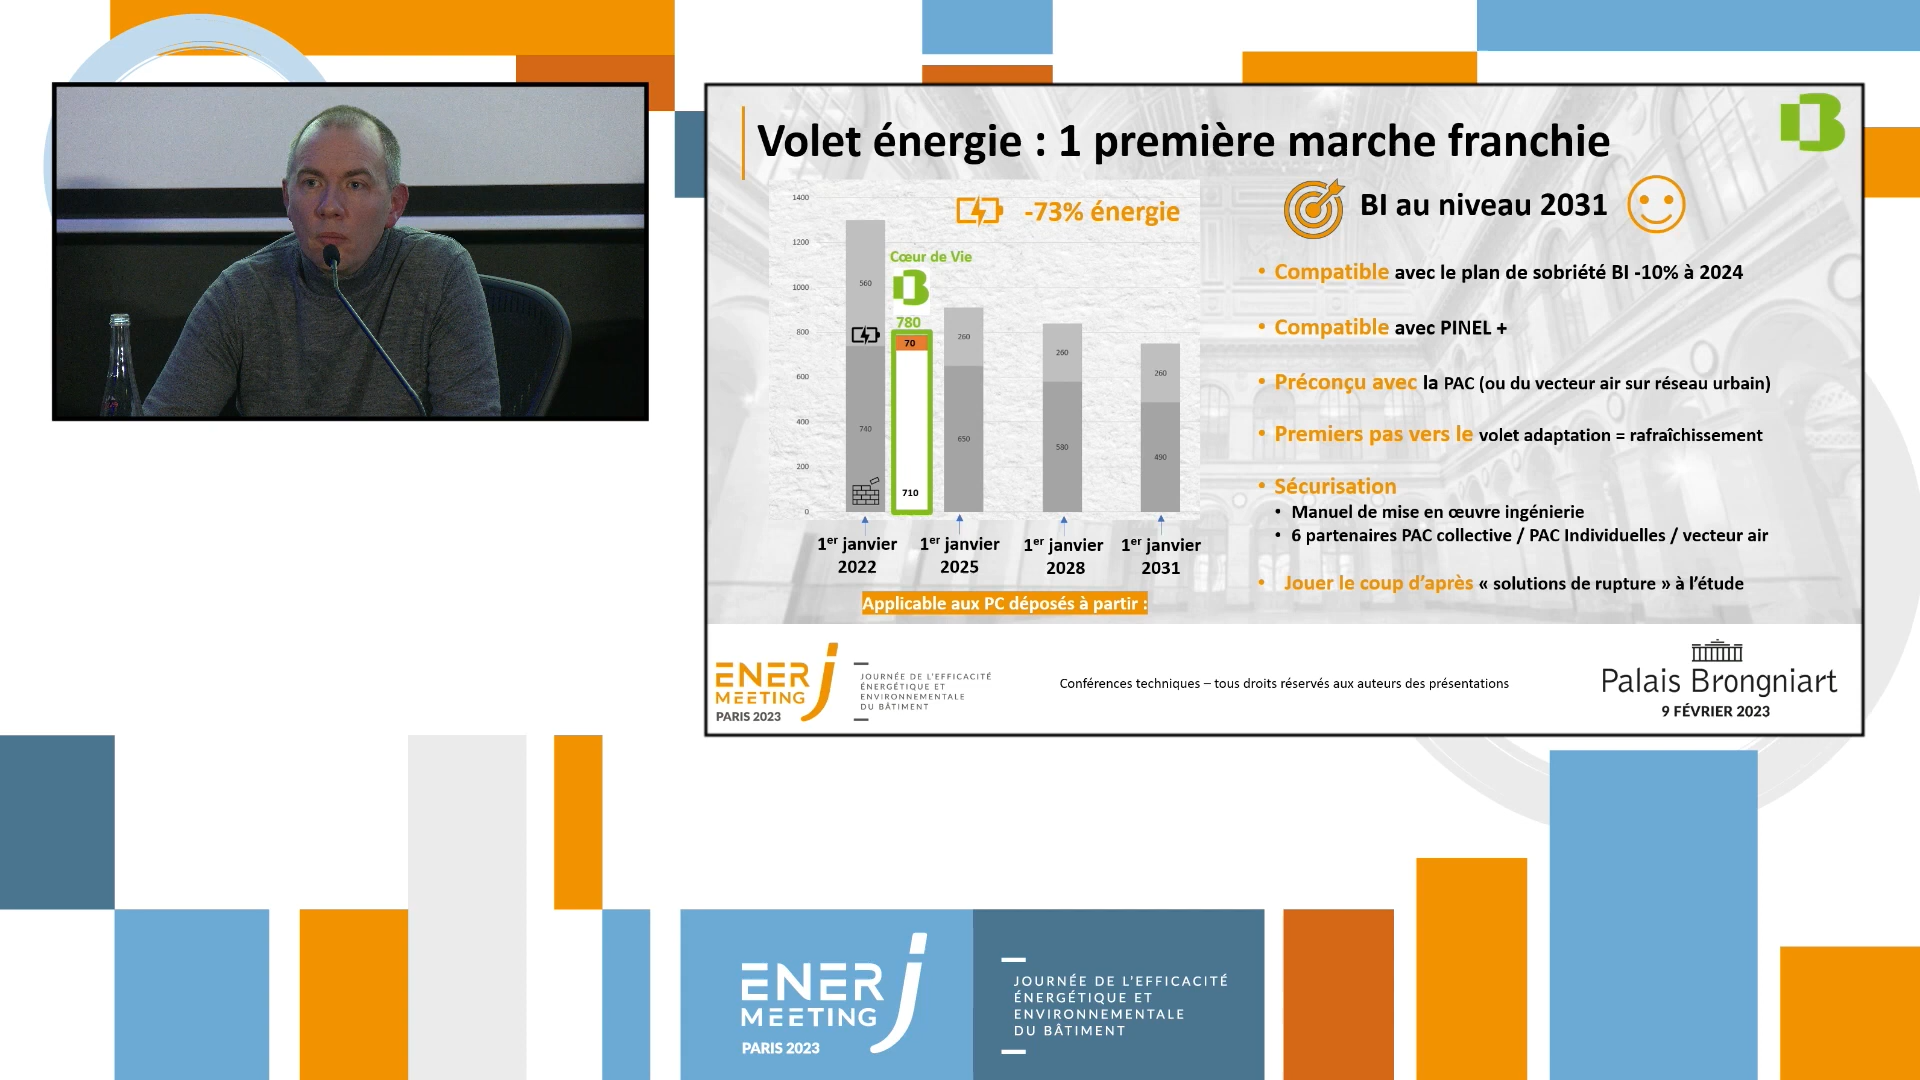 Volet énergie : 1 première marche franchie
-73% énergie
Cœur de Vie
780
1400
1200
1000
800
600
400
200
0
560
740
70
710
260
650
260
580
260
490
1er janvier 2022
1er janvier 2025
1er janvier 2028
1er janvier 2031
Applicable aux PC déposés à partir :
BI au niveau 2031
• Compatible avec le plan de sobriété BI -10% à 2024
• Compatible avec PINEL +
• Préconçu avec la PAC (ou du vecteur air sur réseau urbain)
• Premiers pas vers le volet adaptation = rafraîchissement
• Sécurisation
• Manuel de mise en œuvre ingénierie
• 6 partenaires PAC collective / PAC Individuelles / vecteur air
• Jouer le coup d’après « solutions de rupture » à l’étude
ENERJ
MEETING
PARIS 2023
JOURNÉE DE L'EFFICACITÉ
ÉNERGÉTIQUE ET
ENVIRONNEMENTALE
DU BÂTIMENT
Conférences techniques – tous droits réservés aux auteurs des présentations
Palais Brongniart
9 FÉVRIER 2023
ENERJ
MEETING
PARIS 2023
JOURNÉE DE L'EFFICACITÉ
ÉNERGÉTIQUE ET
ENVIRONNEMENTALE
DU BÂTIMENT